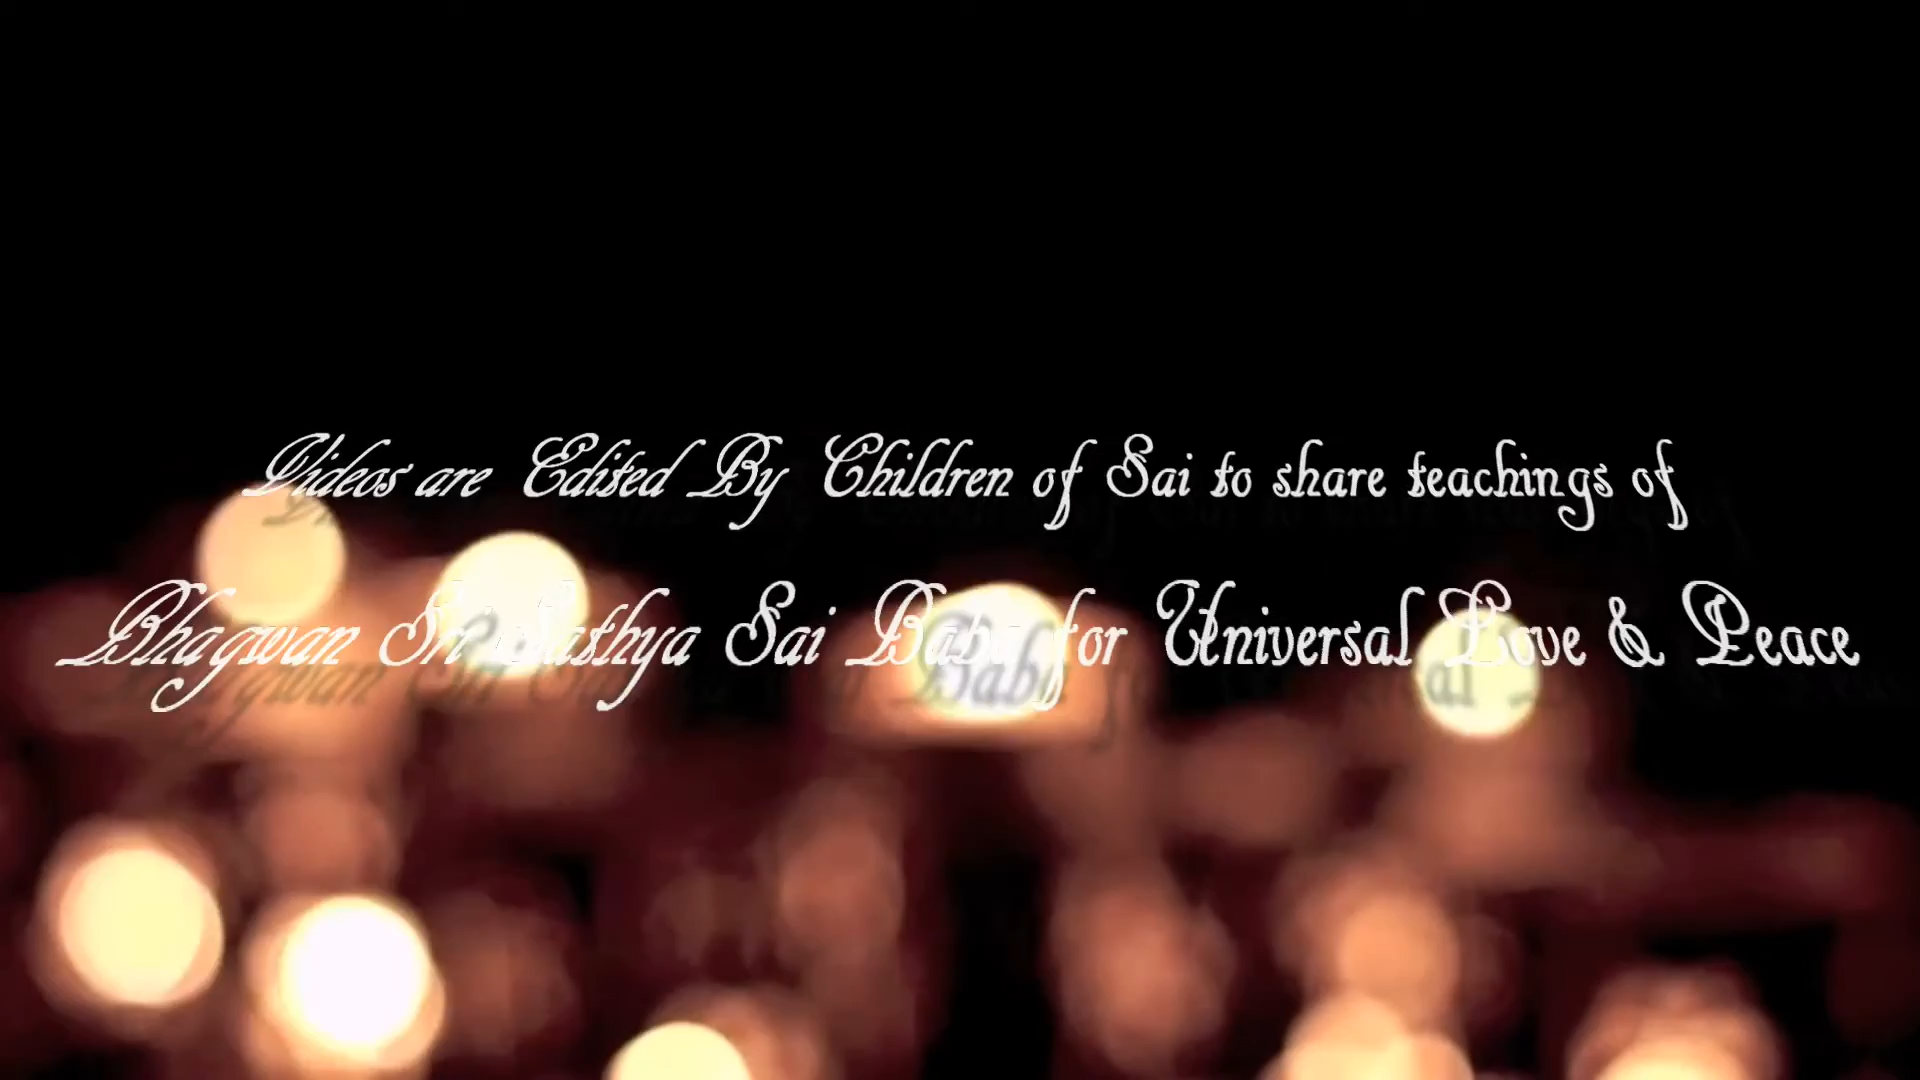 Videos are Edited By Children of Sai to share teachings of
Bhagwan Sri Sathya Sai Baba for Universal Love & Peace